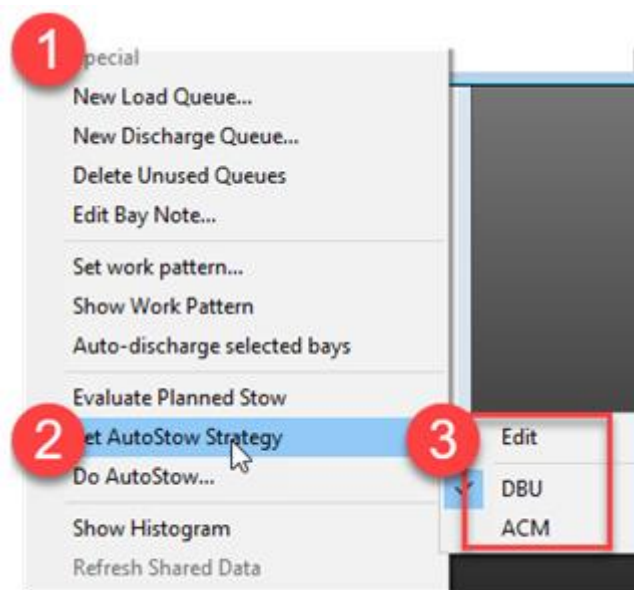 1
pecial
New Load Queue...
New Discharge Queue...
Delete Unused Queues
Edit Bay Note...
Set work pattern...
Show Work Pattern
Auto-discharge selected bays
Evaluate Planned Stow
2 et AutoStow Strategy 3 Edit
Do AutoStow... DBU
ACM
Show Histogram
Refresh Shared Data